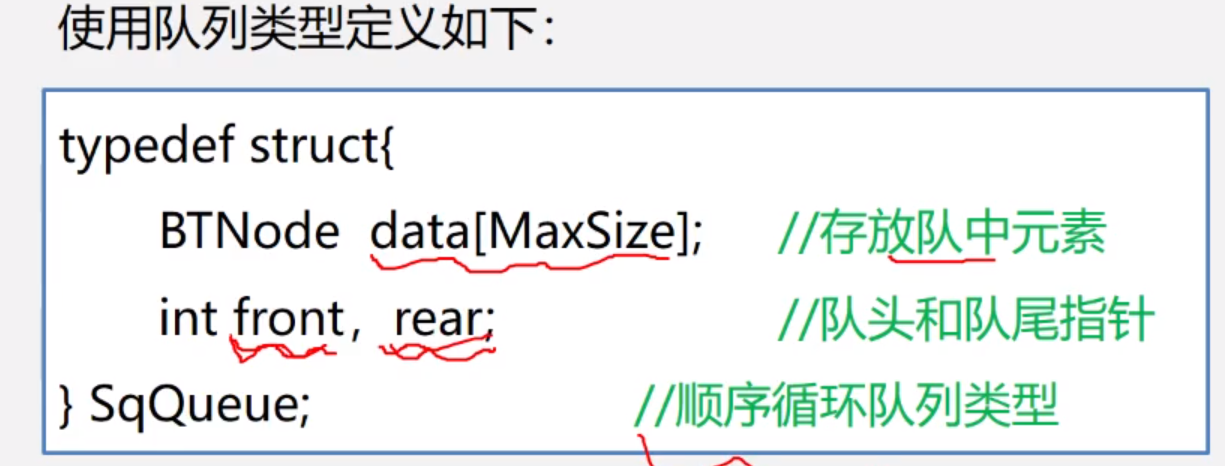 使用队列类型定义如下：
typedef struct{
BTNode data[MaxSize]; //存放队中元素
int front，rear; //队头和队尾指针
} SqQueue; //顺序循环队列类型